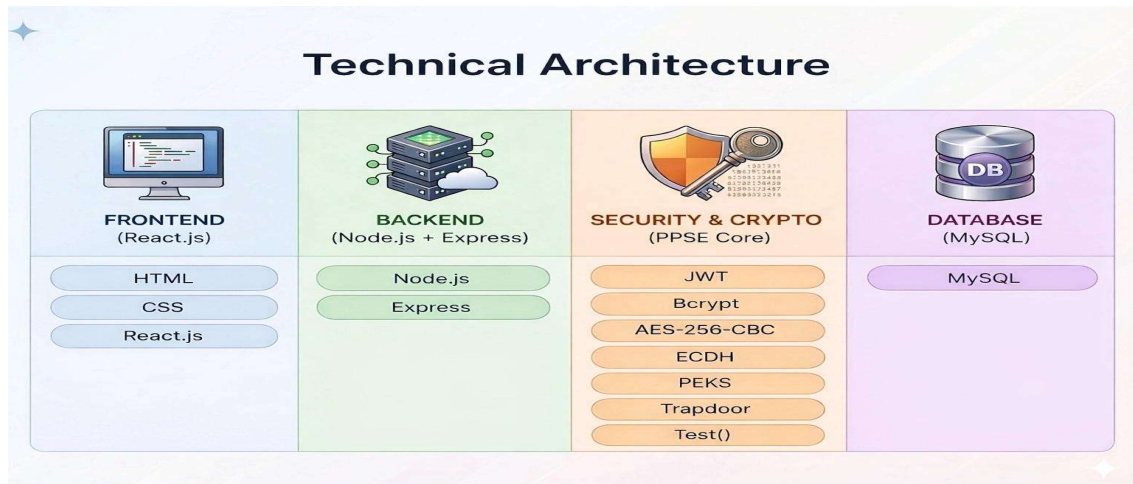 Technical Architecture
FRONTEND
(React.js)
HTML
CSS
React.js
BACKEND
(Node.js + Express)
Node.js
Express
SECURITY & CRYPTO
(PPSE Core)
JWT
Bcrypt
AES-256-CBC
ECDH
PEKS
Trapdoor
Test()
DB
DATABASE
(MySQL)
MySQL